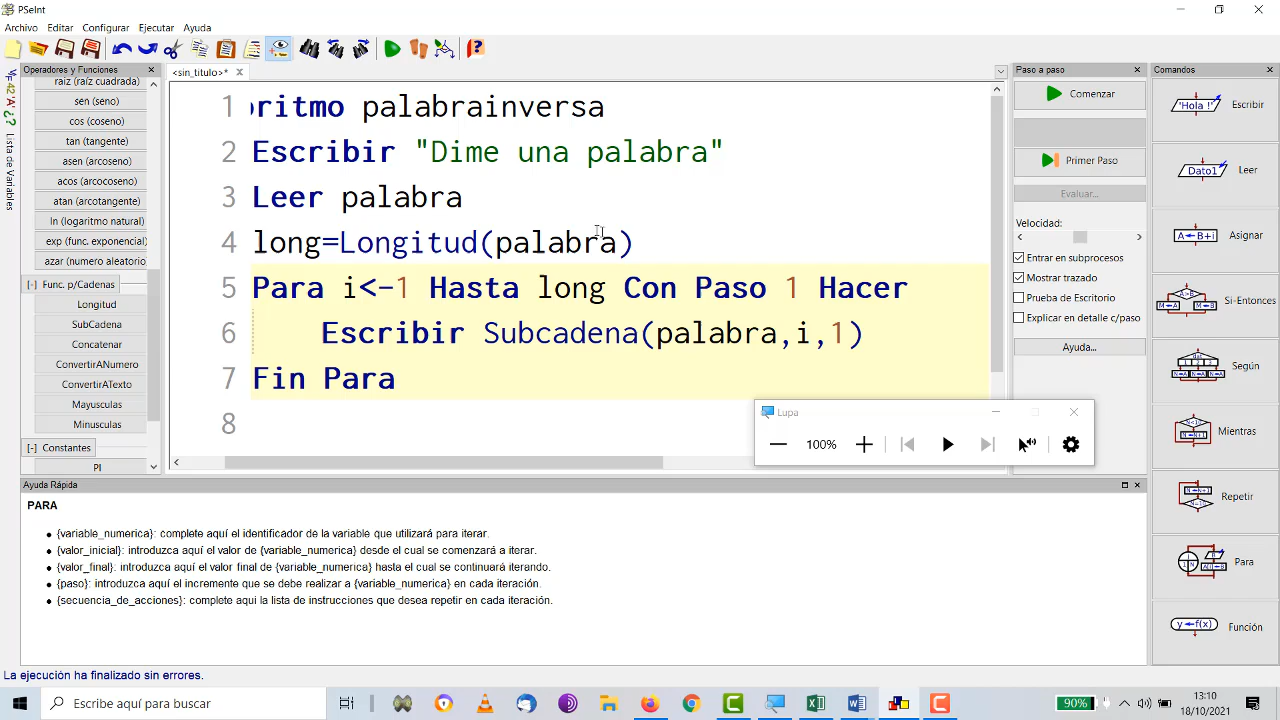 PSeInt
Archivo Editar Configurar Ejecutar Ayuda
Operadores y Funciones
<sin_titulo>*
Paso a paso
Comandos
raiz (raíz cuadrada)
sen (seno)
cos (coseno)
tan (tangente)
asen (arcoseno)
acos (arcocoseno)
atan (arcotangente)
ln (logaritmo natural)
exp (func. exponencial)
azar (numero aleatorio)
[-] Func. p/Cadenas
Longitud
SubCadena
Concatenar
ConvertirANumero
ConvertirATexto
Mayusculas
Minusculas
[-] Constantes
PI
Lista de Variables
1 oritmo palabrainversa
2 Escribir "Dime una palabra"
3 Leer palabra
4 long=Longitud(palabra)
5 Para i<-1 Hasta long Con Paso 1 Hacer
6 Escribir Subcadena(palabra,i,1)
7 Fin Para
8
Lupa
100%
Comenzar
Primer Paso
Evaluar...
Velocidad:
Entrar en subprocesos
Mostrar trazado
Prueba de Escritorio
Explicar en detalle c/paso
Ayuda...
'Hola !' Escribir
Dato1 Leer
A←B+i Asignar
Si-Entonces
Según
Mientras
Repetir
Para
y←f(x) Función
Ayuda Rápida
PARA
{variable_numerica}: complete aquí el identificador de la variable que utilizará para iterar.
{valor_inicial}: introduzca aquí el valor de {variable_numerica} desde el cual se comenzará a iterar.
{valor_final}: introduzca aquí el valor final de {variable_numerica} hasta el cual se continuará iterando.
{paso}: introduzca aquí el incremento que se debe realizar a {variable_numerica} en cada iteración.
{secuencia_de_acciones}: complete aqui la lista de instrucciones que desea repetir en cada iteración.
La ejecución ha finalizado sin errores.
Escribe aquí para buscar
90%
13:10
18/10/2021